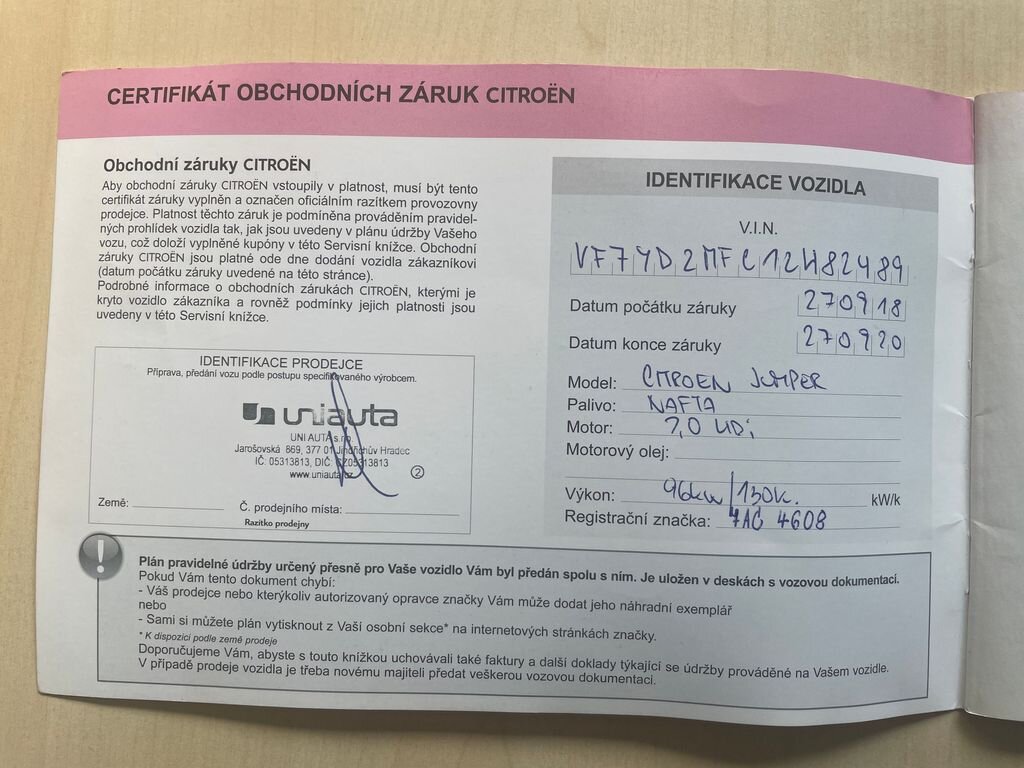 CERTIFIKÁT OBCHODNÍCH ZÁRUK CITROËN
Obchodní záruky CITROËN
Aby obchodní záruky CITROËN vstoupily v platnost, musí být tento
certifikát záruky vyplněn a označen oficiálním razítkem provozovny
prodejce. Platnost těchto záruk je podmíněna prováděním pravidel-
ných prohlídek vozidla tak, jak jsou uvedeny v plánu údržby Vašeho
vozu, což doloží vyplněné kupóny v této Servisní knížce. Obchodní
záruky CITROËN jsou platné ode dne dodání vozidla zákazníkovi
(datum počátku záruky uvedené na této stránce).
Podrobné informace o obchodních zárukách CITROËN, kterými je
kryto vozidlo zákazníka a rovněž podmínky jejich platnosti jsou
uvedeny v této Servisní knížce.
IDENTIFIKACE PRODEJCE
Příprava, předání vozu podle postupu specifikovaného výrobcem.
uniauta
UNI AUTA s.r.o.
Jarošovská 869, 377 01 Jindřichův Hradec
IČ: 05313813, DIČ: CZ05313813
www.uniauta.cz
2
Země:
Č. prodejního místa:
Razítko prodejny
IDENTIFIKACE VOZIDLA
V.I.N.
VF7YD2MFC12H82489
Datum počátku záruky 270918
Datum konce záruky 270920
Model: CITROEN JUMPER
Palivo: NAFTA
Motor: 2,0 HDi
Motorový olej:
Výkon: 96kw/130k. kW/k
Registrační značka: 7AC 4608
! Plán pravidelné údržby určený přesně pro Vaše vozidlo Vám byl předán spolu s ním. Je uložen v deskách s vozovou dokumentací.
Pokud Vám tento dokument chybí:
- Váš prodejce nebo kterýkoliv autorizovaný opravce značky Vám může dodat jeho náhradní exemplář
nebo
- Sami si můžete plán vytisknout z Vaší osobní sekce* na internetových stránkách značky.
* K dispozici podle země prodeje
Doporučujeme Vám, abyste s touto knížkou uchovávali také faktury a další doklady týkající se údržby prováděné na Vašem vozidle.
V případě prodeje vozidla je třeba novému majiteli předat veškerou vozovou dokumentaci.